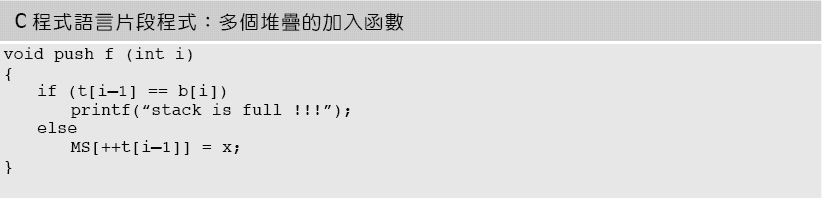 C 程式語言片段程式：多個堆疊的加入函數
void push f (int i)
{
if (t[i–1] == b[i])
printf(“stack is full !!!”);
else
MS[++t[i–1]] = x;
}